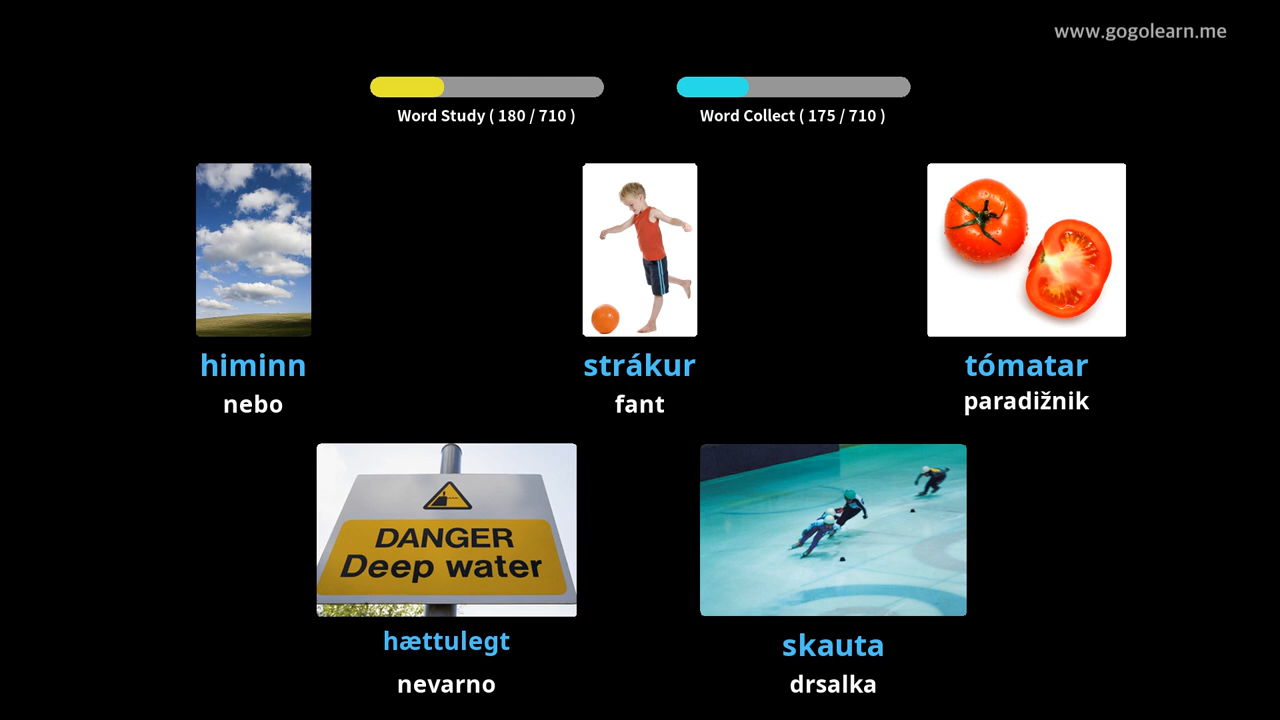 www.gogolearn.me
Word Study ( 180 / 710 )
Word Collect ( 175 / 710 )
himinn
nebo
strákur
fant
tómatar
paradižnik
DANGER
Deep water
hættulegt
nevarno
skauta
drsalka